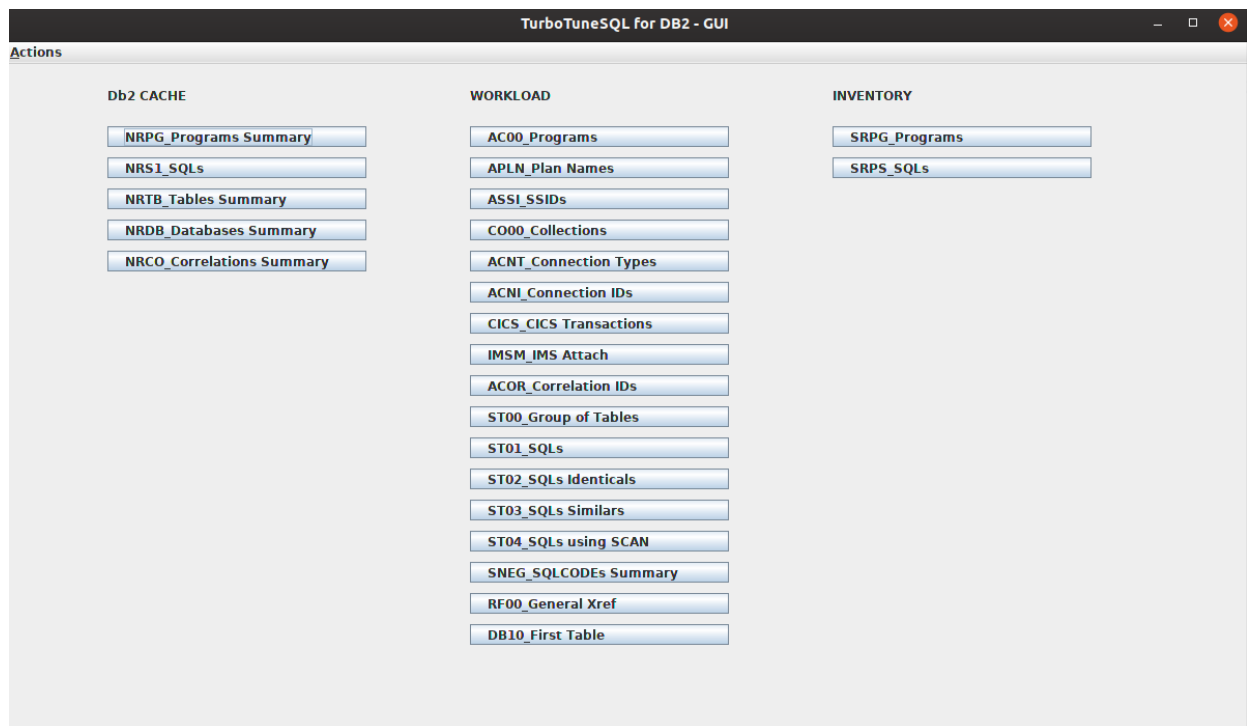 TurboTuneSQL for DB2 - GUI
Actions
Db2 CACHE
NRPG_Programs Summary
NRS1_SQLs
NRTB_Tables Summary
NRDB_Databases Summary
NRCO_Correlations Summary
WORKLOAD
AC00_Programs
APLN_Plan Names
ASSI_SSIDs
CO00_Collections
ACNT_Connection Types
ACNI_Connection IDs
CICS_CICS Transactions
IMSM_IMS Attach
ACOR_Correlation IDs
ST00_Group of Tables
ST01_SQLs
ST02_SQLs Identicals
ST03_SQLs Similars
ST04_SQLs using SCAN
SNEG_SQLCODEs Summary
RF00_General Xref
DB10_First Table
INVENTORY
SRPG_Programs
SRPS_SQLs